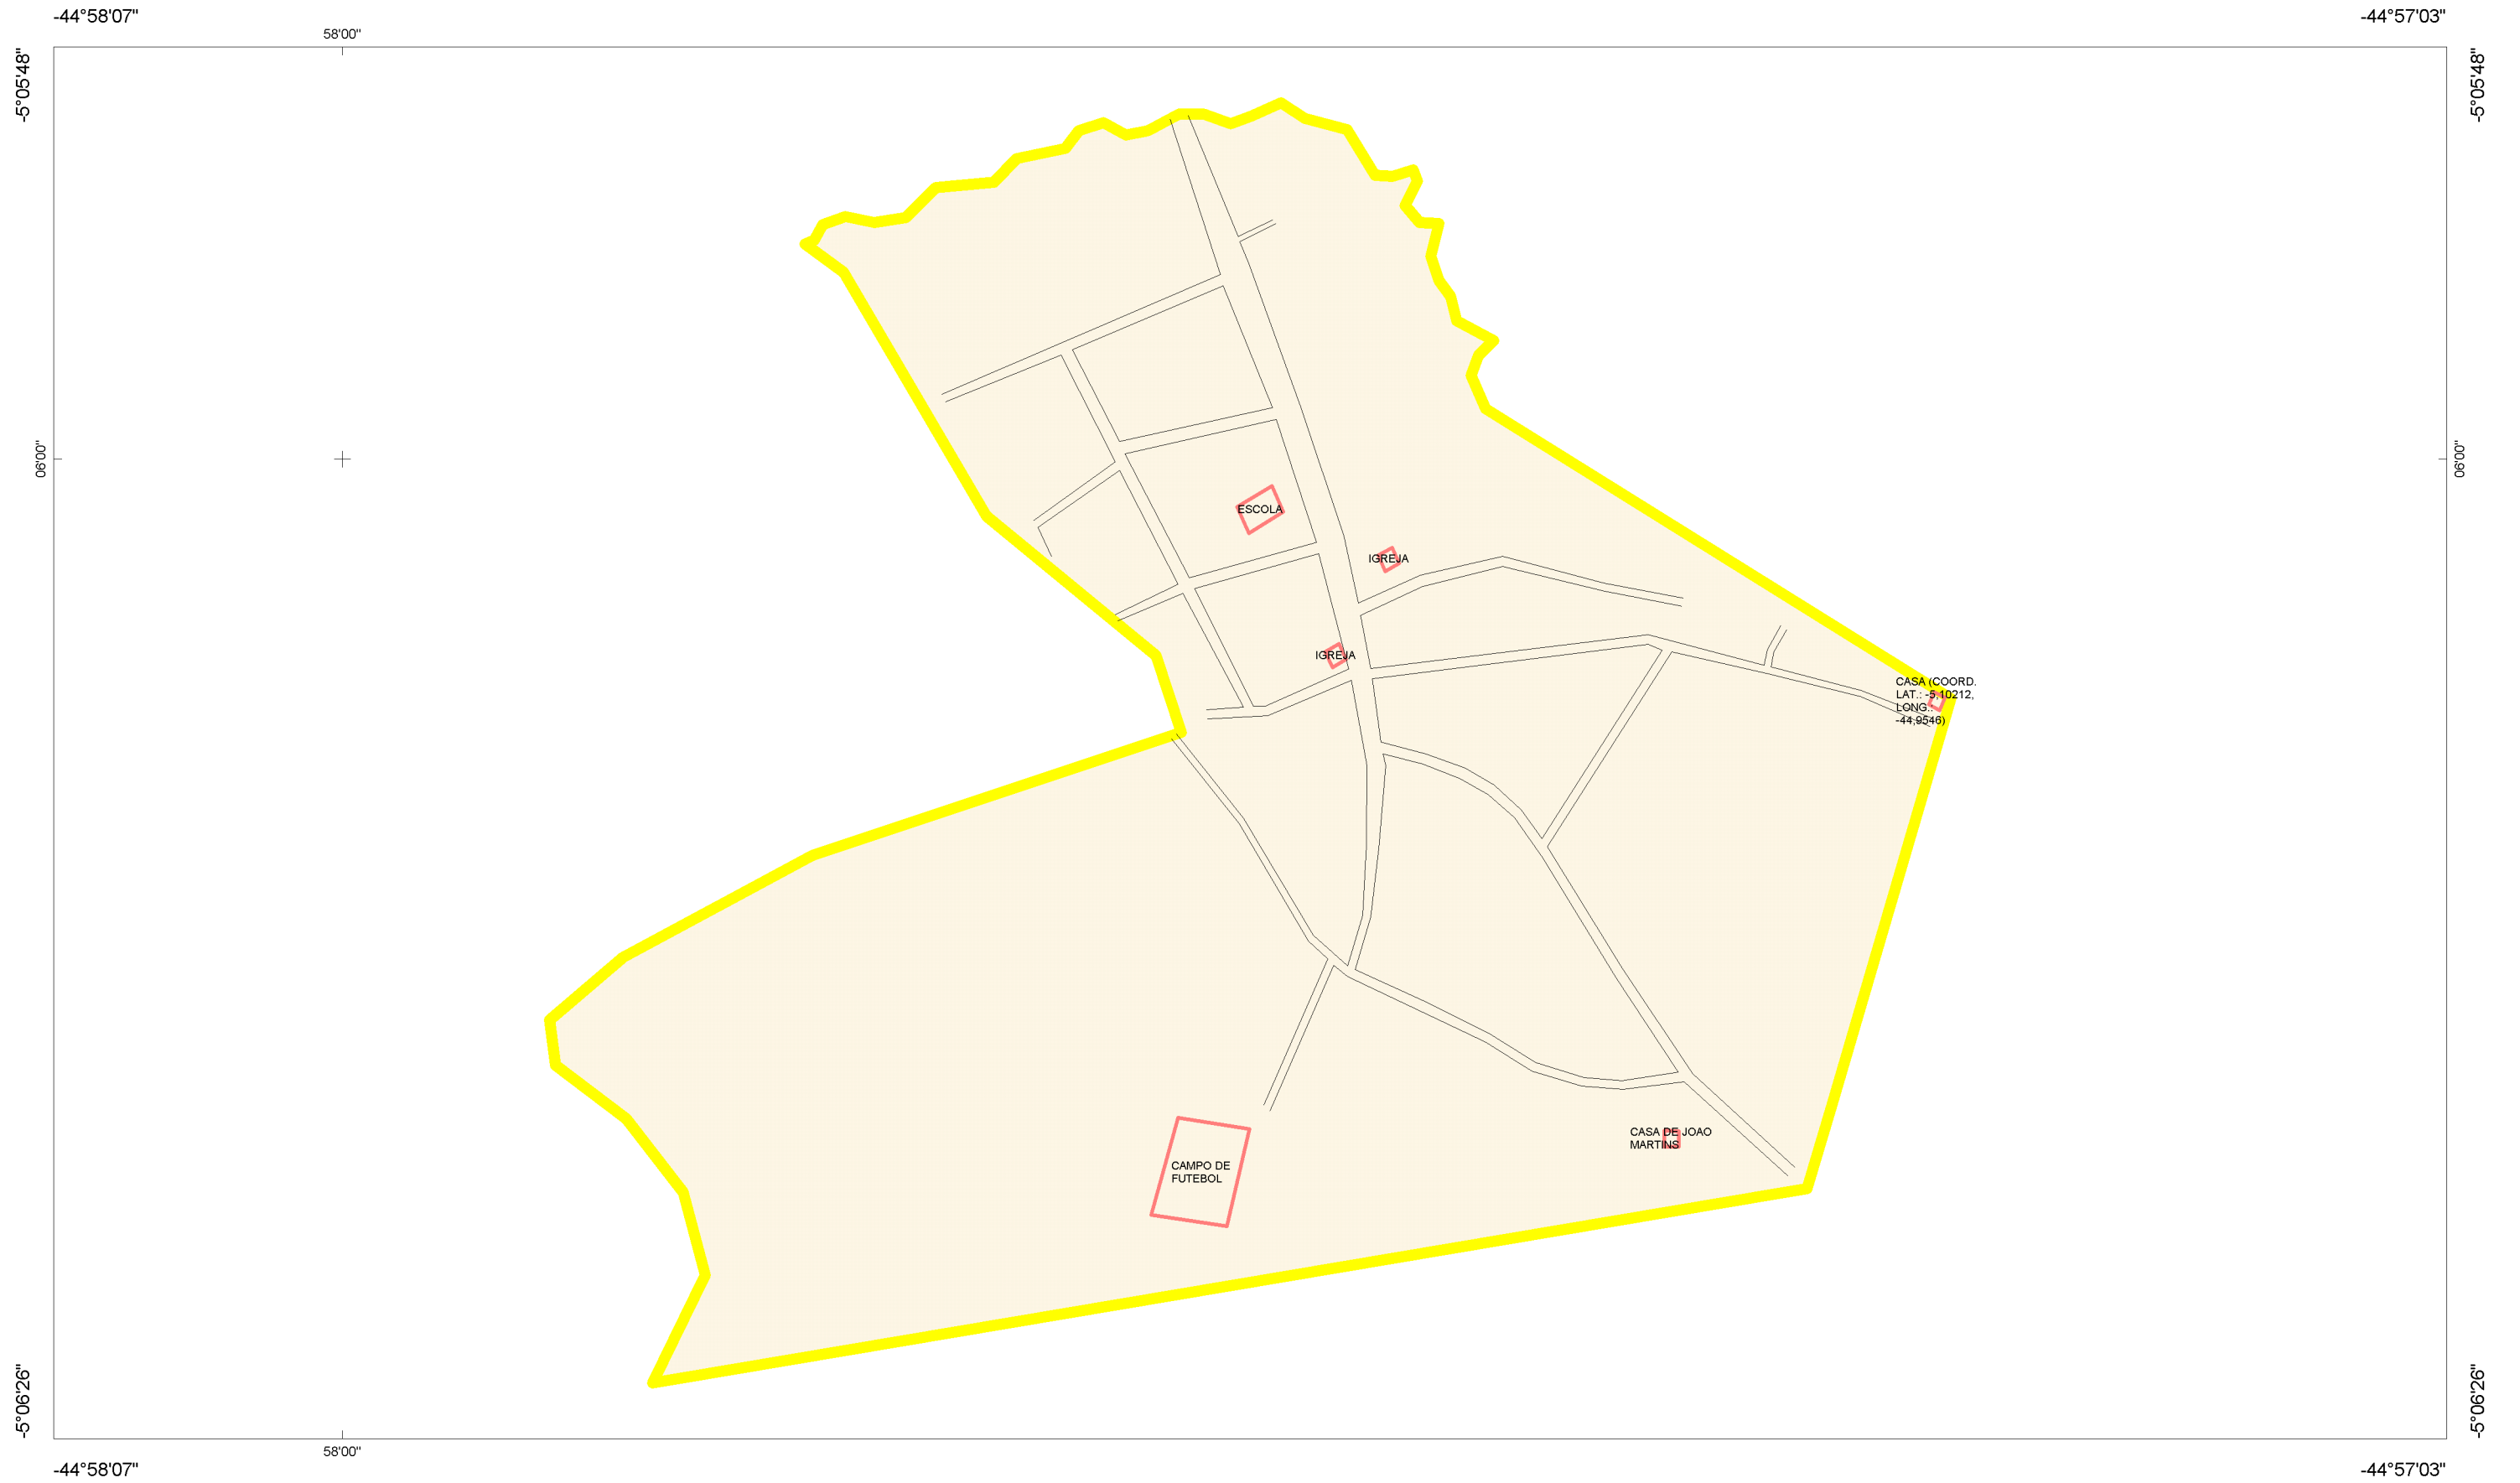 -44°58'07"
-44°57'03"
58'00"
-5°05'48"
-5°05'48"
06'00"
06'00"
ESCOLA
IGREJA
IGREJA
CASA (COORD.
LAT.: -5,10212,
LONG.:
-44,9546)
CASA DE JOAO
MARTINS
CAMPO DE
FUTEBOL
-5°06'26"
-5°06'26"
58'00"
-44°58'07"
-44°57'03"